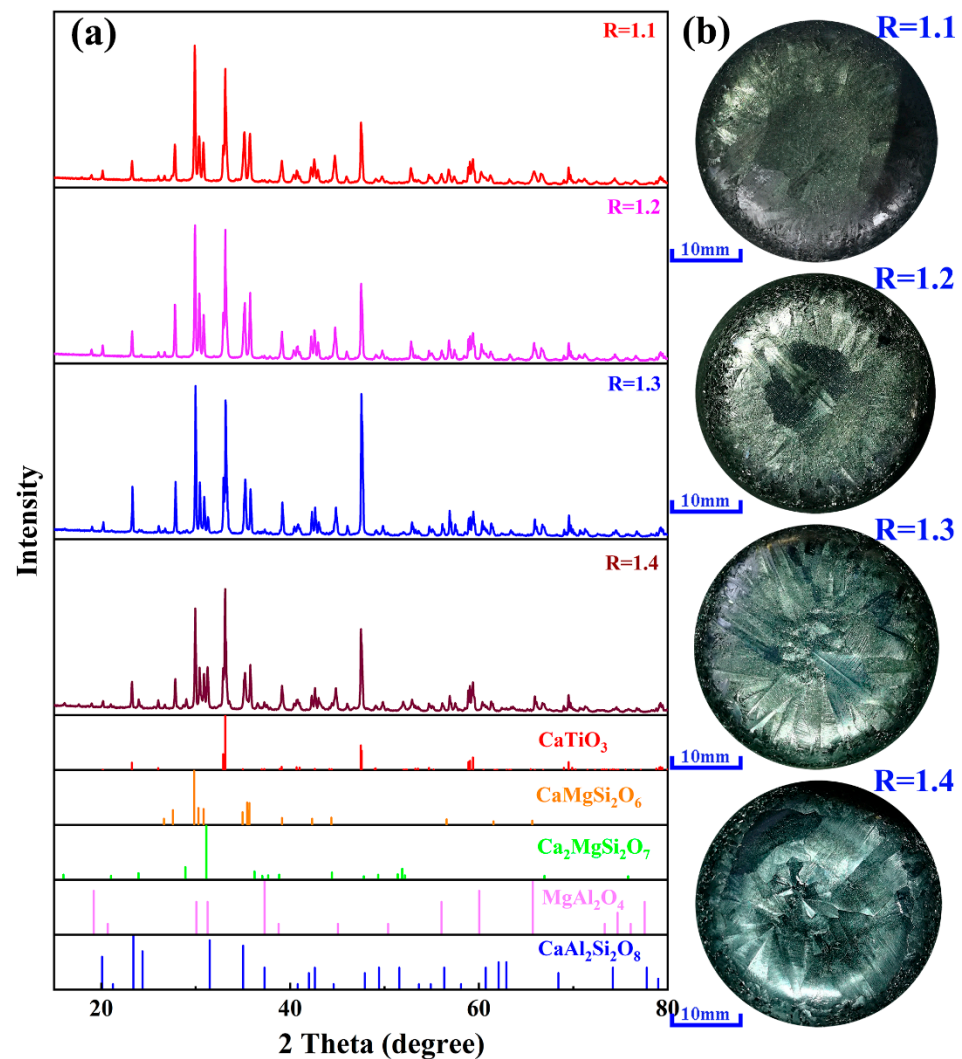 (a)
R=1.1
R=1.2
R=1.3
R=1.4
CaTiO₃
CaMgSi₂O₆
Ca₂MgSi₂O₇
MgAl₂O₄
CaAl₂Si₂O₈
Intensity
20 40 60 80
2 Theta (degree)
(b)
R=1.1
10mm
R=1.2
10mm
R=1.3
10mm
R=1.4
10mm